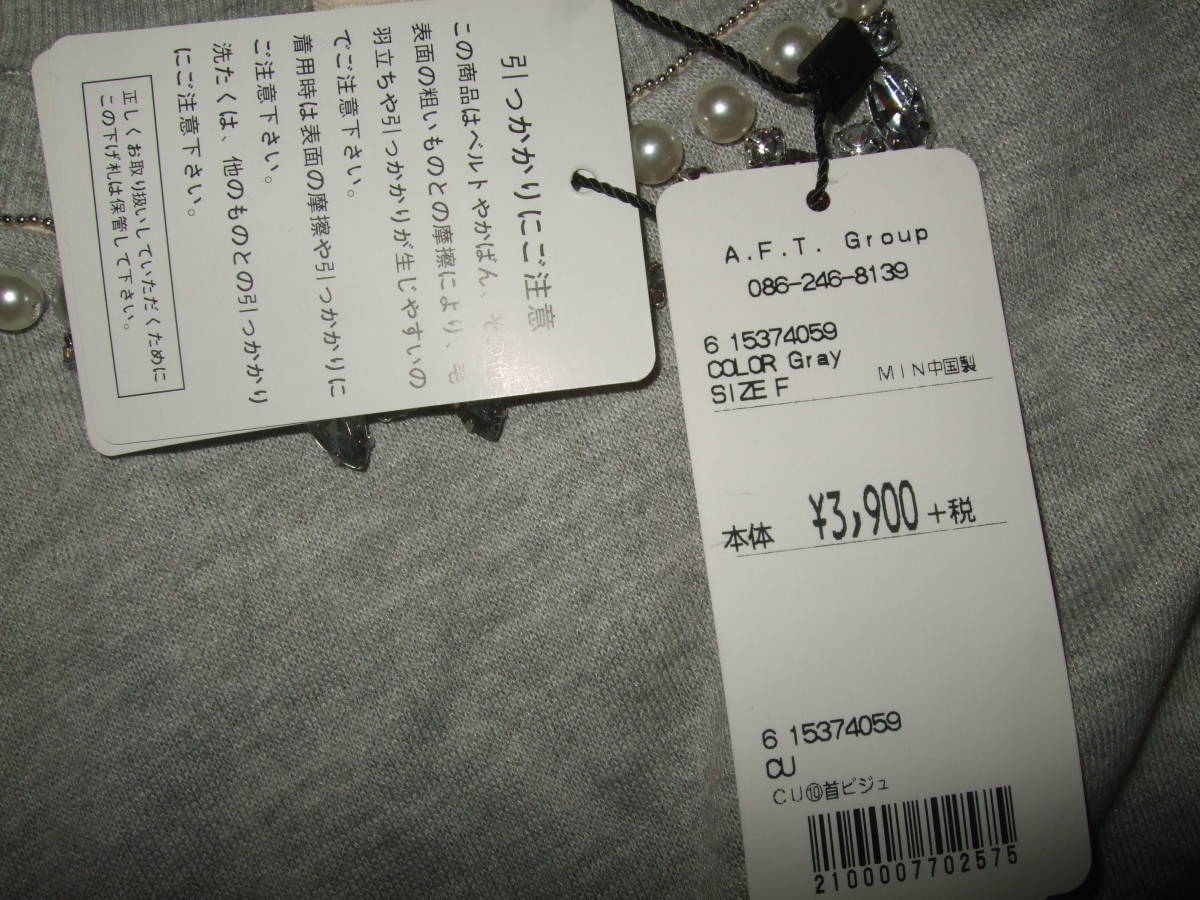 引っかかりにご注意
この商品はベルトやかばん、その他
表面の粗いものとの摩擦により、毛
羽立ちや引っかかりが生じやすいの
でご注意下さい。
着用時は表面の摩擦や引っかかりに
ご注意下さい。
洗たくは、他のものとの引っかかり
にご注意下さい。
正しくお取り扱いしていただくために
この下げ札は保管して下さい。
A.F.T. Group
086-246-8139
6 15374059
COLOR Gray
MIN中国製
SIZE F
本体 ¥3,900 +税
6 15374059
CU
CU⑩首ビジュ
2100007702575